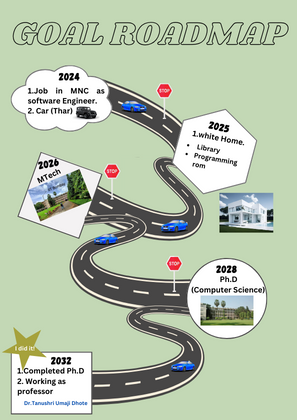 GOAL ROADMAP
2024
1.Job in MNC as
software Engineer.
2. Car (Thar)
STOP
2025
1.white Home.
• Library
• Programming
rom
2026
MTech
STOP
STOP
2028
Ph.D
(Computer Science)
I did it!
2032
1.Completed Ph.D
2. Working as
professor
Dr.Tanushri Umaji Dhote